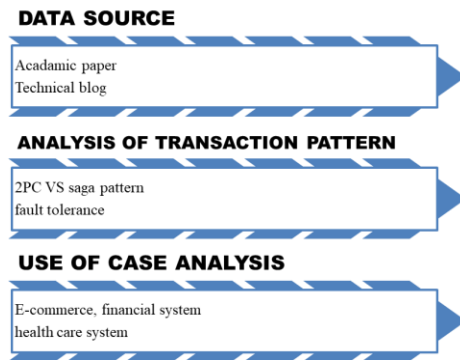 DATA SOURCE
Acadamic paper
Technical blog
ANALYSIS OF TRANSACTION PATTERN
2PC VS saga pattern
fault tolerance
USE OF CASE ANALYSIS
E-commerce, financial system
health care system